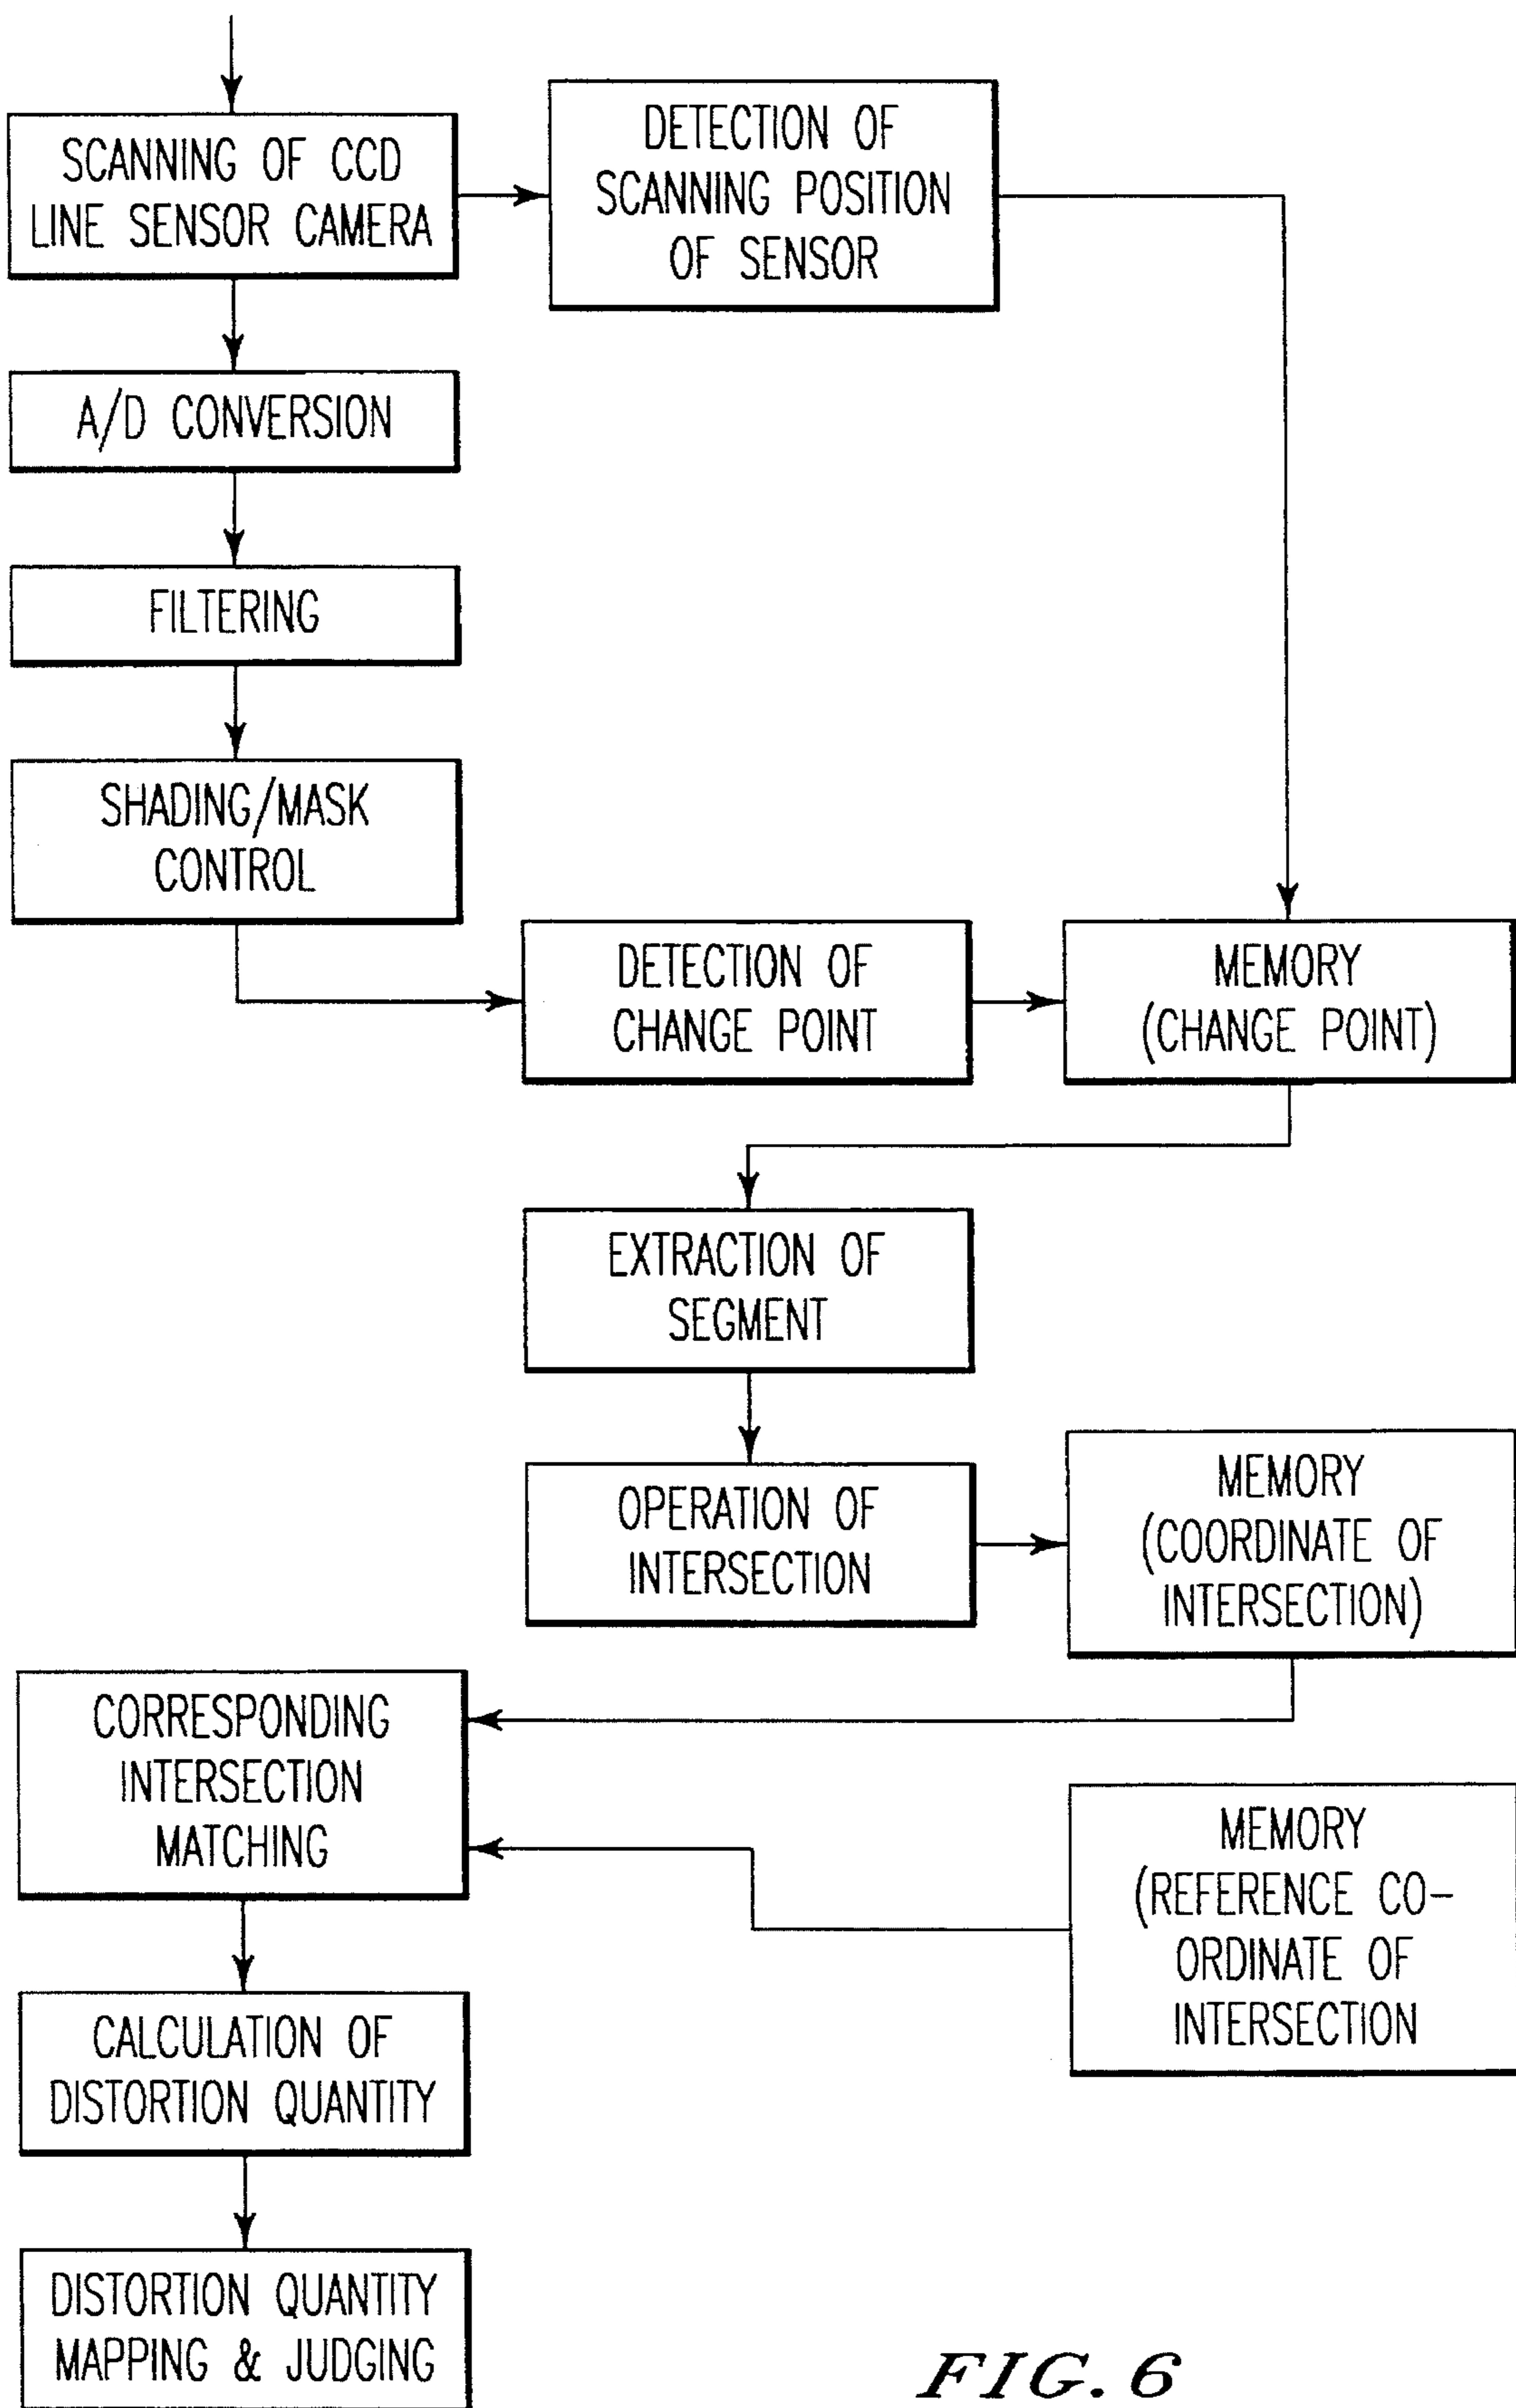 SCANNING OF CCD
LINE SENSOR CAMERA
DETECTION OF
SCANNING POSITION
OF SENSOR
A/D CONVERSION
FILTERING
SHADING/MASK
CONTROL
DETECTION OF
CHANGE POINT
MEMORY
(CHANGE POINT)
EXTRACTION OF
SEGMENT
OPERATION OF
INTERSECTION
MEMORY
(COORDINATE OF
INTERSECTION)
CORRESPONDING
INTERSECTION
MATCHING
MEMORY
(REFERENCE CO-
ORDINATE OF
INTERSECTION
CALCULATION OF
DISTORTION QUANTITY
DISTORTION QUANTITY
MAPPING & JUDGING
FIG. 6